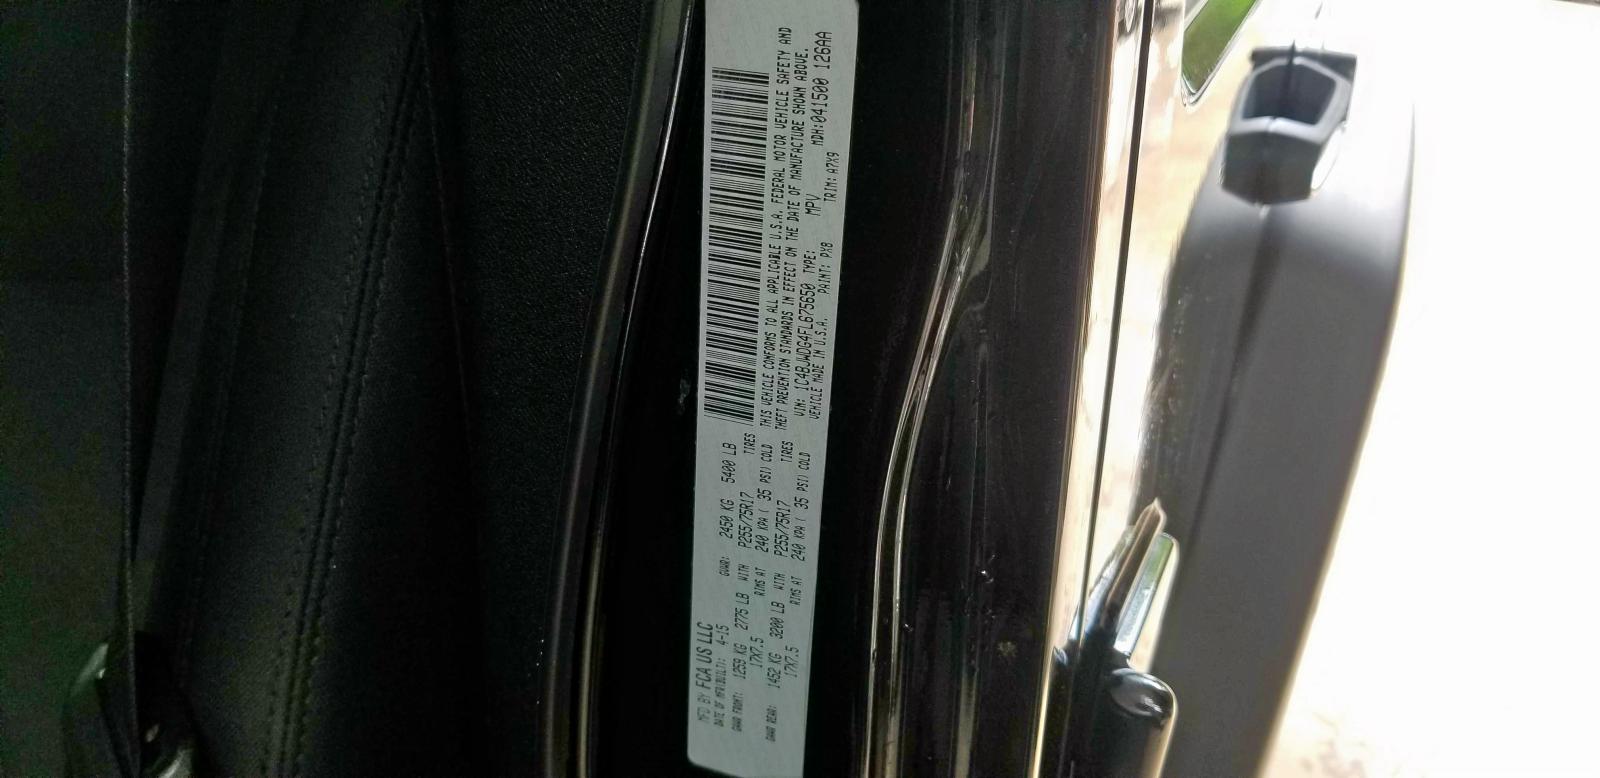 MFD BY FCA US LLC
DATE OF MFR(BUILT): 4-15 GVWR: 2450 KG 5400 LB
GAWR FRONT: 1259 KG 2775 LB WITH P255/75R17 TIRES
17X7.5 RIMS AT 240 KPA ( 35 PSI) COLD
GAWR REAR: 1452 KG 3200 LB WITH P255/75R17 TIRES
17X7.5 RIMS AT 240 KPA ( 35 PSI) COLD
THIS VEHICLE CONFORMS TO ALL APPLICABLE U.S.A. FEDERAL MOTOR VEHICLE SAFETY AND
THEFT PREVENTION STANDARDS IN EFFECT ON THE DATE OF MANUFACTURE SHOWN ABOVE.
VIN: 1C4BJWDG4FL675650 TYPE: MPV MDH:041500 126AA
VEHICLE MADE IN U.S.A. PAINT: PX8 TRIM: A7X9